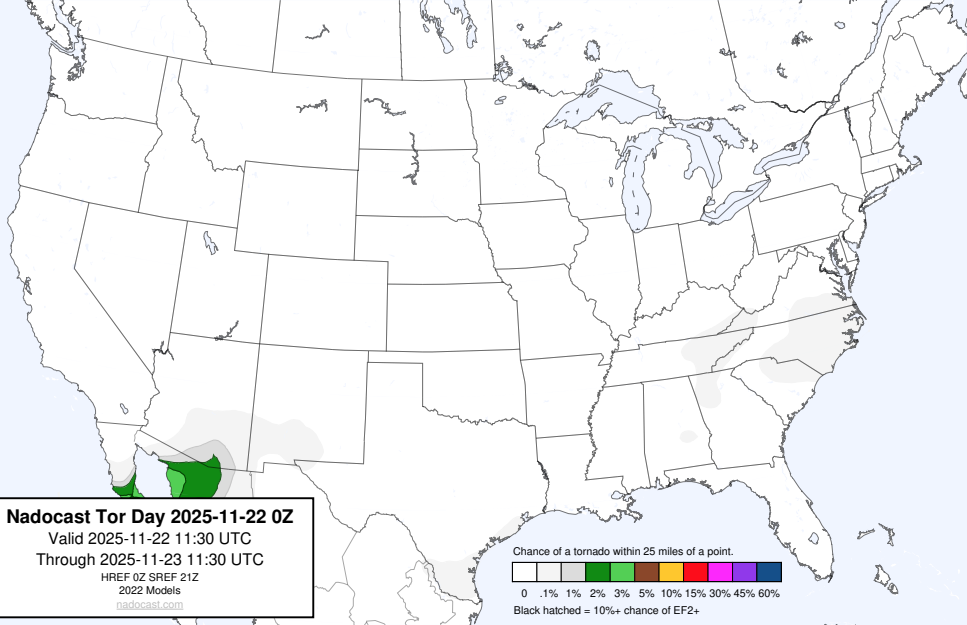 Nadocast Tor Day 2025-11-22 0Z
Valid 2025-11-22 11:30 UTC
Through 2025-11-23 11:30 UTC
HREF 0Z SREF 21Z
2022 Models
nadocast.com
Chance of a tornado within 25 miles of a point.
0 .1% 1% 2% 3% 5% 10% 15% 30% 45% 60%
Black hatched = 10%+ chance of EF2+